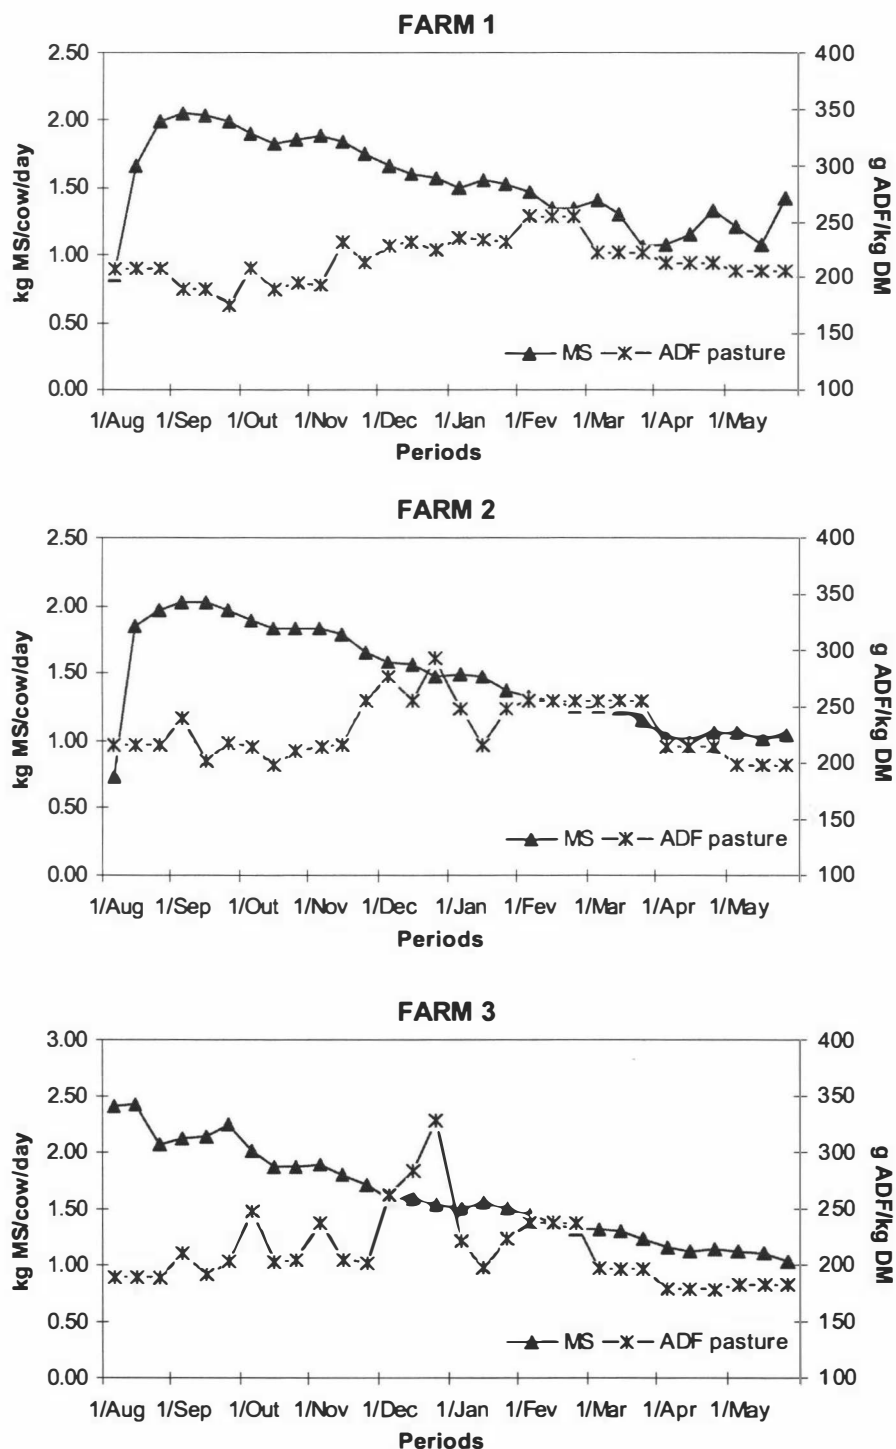 FARM 1
kg MS/cow/day
2.50
2.00
1.50
1.00
0.50
0.00
400
350
300
250
200
150
100
g ADF/kg DM
MS
ADF pasture
1/Aug 1/Sep 1/Out 1/Nov 1/Dec 1/Jan 1/Fev 1/Mar 1/Apr 1/May
Periods
FARM 2
kg MS/cow/day
2.50
2.00
1.50
1.00
0.50
0.00
400
350
300
250
200
150
100
g ADF/kg DM
MS
ADF pasture
1/Aug 1/Sep 1/Out 1/Nov 1/Dec 1/Jan 1/Fev 1/Mar 1/Apr 1/May
Periods
FARM 3
kg MS/cow/day
3.00
2.50
2.00
1.50
1.00
0.50
0.00
400
350
300
250
200
150
100
g ADF/kg DM
MS
ADF pasture
1/Aug 1/Sep 1/Out 1/Nov 1/Dec 1/Jan 1/Fev 1/Mar 1/Apr 1/May
Periods